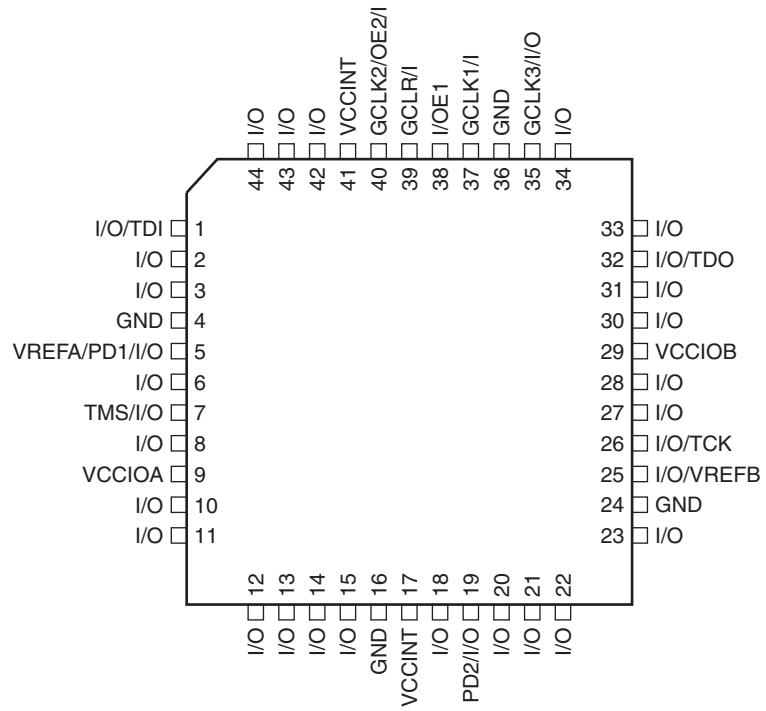 I/O
I/O
I/O
VCCINT
GCLK2/OE2/I
GCLR/I
I/OE1
GCLK1/I
GND
GCLK3/I/O
I/O
44
43
42
41
40
39
38
37
36
35
34
I/O/TDI 1
I/O 2
I/O 3
GND 4
VREFA/PD1/I/O 5
I/O 6
TMS/I/O 7
I/O 8
VCCIOA 9
I/O 10
I/O 11
33 I/O
32 I/O/TDO
31 I/O
30 I/O
29 VCCIOB
28 I/O
27 I/O
26 I/O/TCK
25 I/O/VREFB
24 GND
23 I/O
12
13
14
15
16
17
18
19
20
21
22
I/O
I/O
I/O
I/O
GND
VCCINT
I/O
PD2/I/O
I/O
I/O
I/O